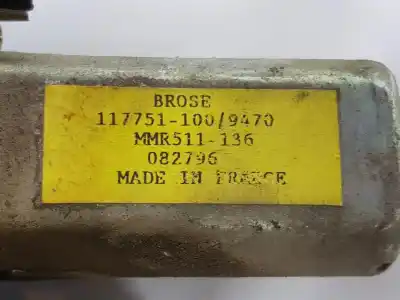 BROSE
117751-100/9470
MMR511-136
082796
MADE IN FRANCE